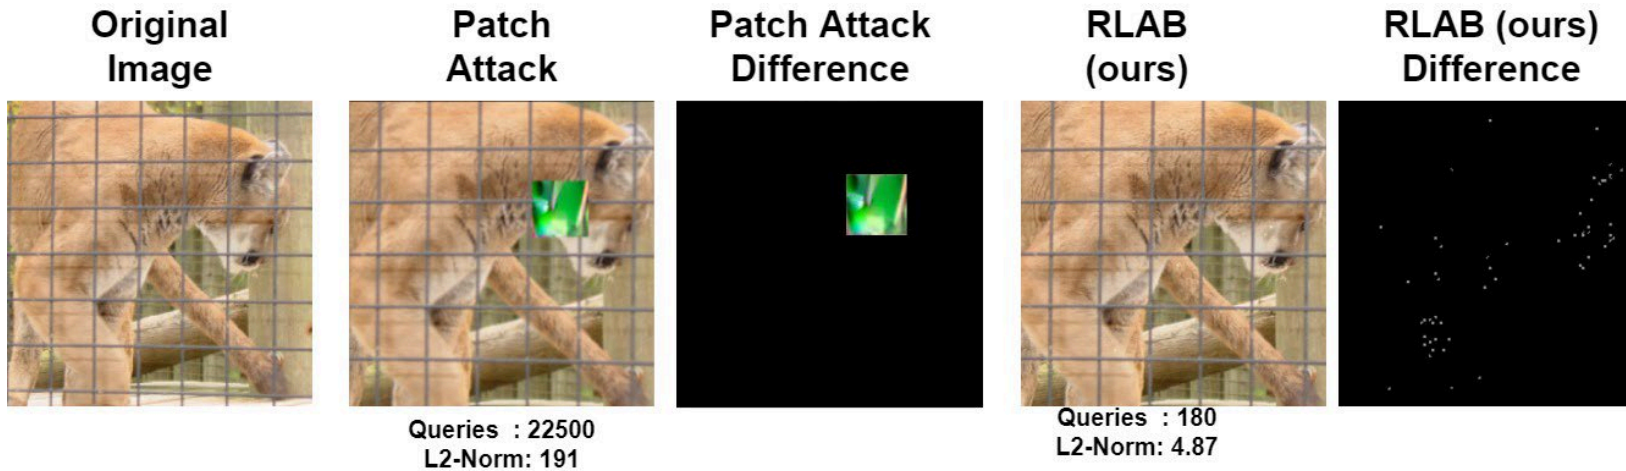 Original
Image
Patch
Attack
Patch Attack
Difference
RLAB
(ours)
RLAB (ours)
Difference
Queries : 22500
L2-Norm: 191
Queries : 180
L2-Norm: 4.87